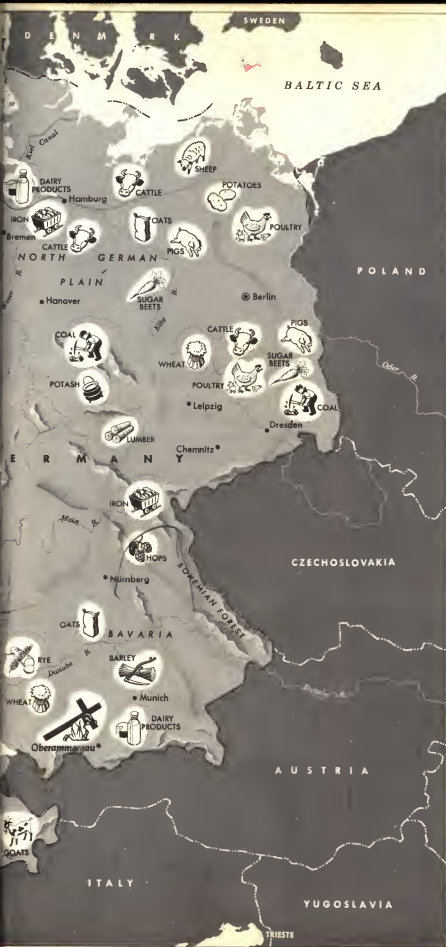 SWEDEN
D E N M R K
BALTIC SEA
Kiel Canal
SHEEP
DAIRY
PRODUCTS
Hamburg
CATTLE
POTATOES
IRON
OATS
POULTRY
Bremen
CATTLE
PIGS
NORTH GERMAN
PLAIN
POLAND
Weser R.
SUGAR
BEETS
Elbe R.
Hanover
Berlin
COAL
CATTLE
PIGS
WHEAT
SUGAR
BEETS
Oder R.
POTASH
POULTRY
Leipzig
COAL
Dresden
LUMBER
Chemnitz
E R M A N Y
IRON
Main R.
HOPS
CZECHOSLOVAKIA
Nürnberg
BOHEMIAN FOREST
OATS
BAVARIA
RYE
Danube R.
BARLEY
WHEAT
Munich
DAIRY
PRODUCTS
Oberammergau
AUSTRIA
GOATS
ITALY
YUGOSLAVIA
TRIESTE